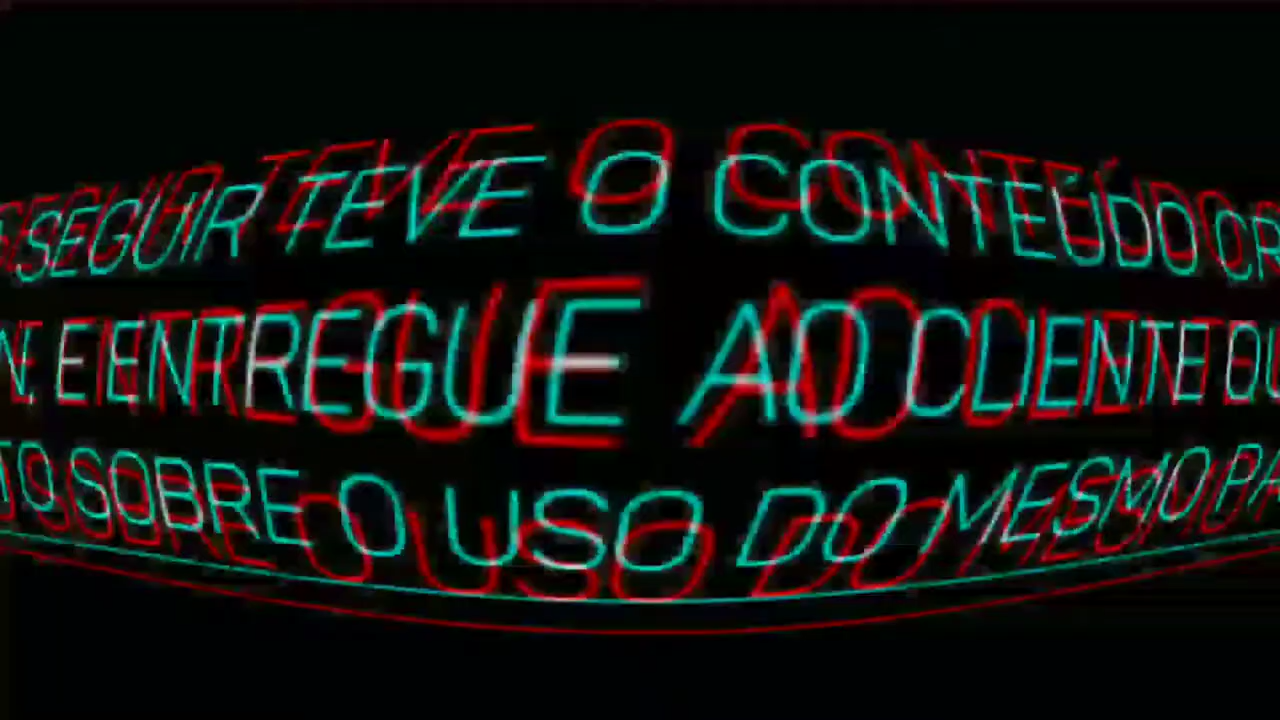 SEGUIR TEVE O CONTEÚDO
E ENTREGUE AO CLIENTE
SOBRE O USO DO MESMO